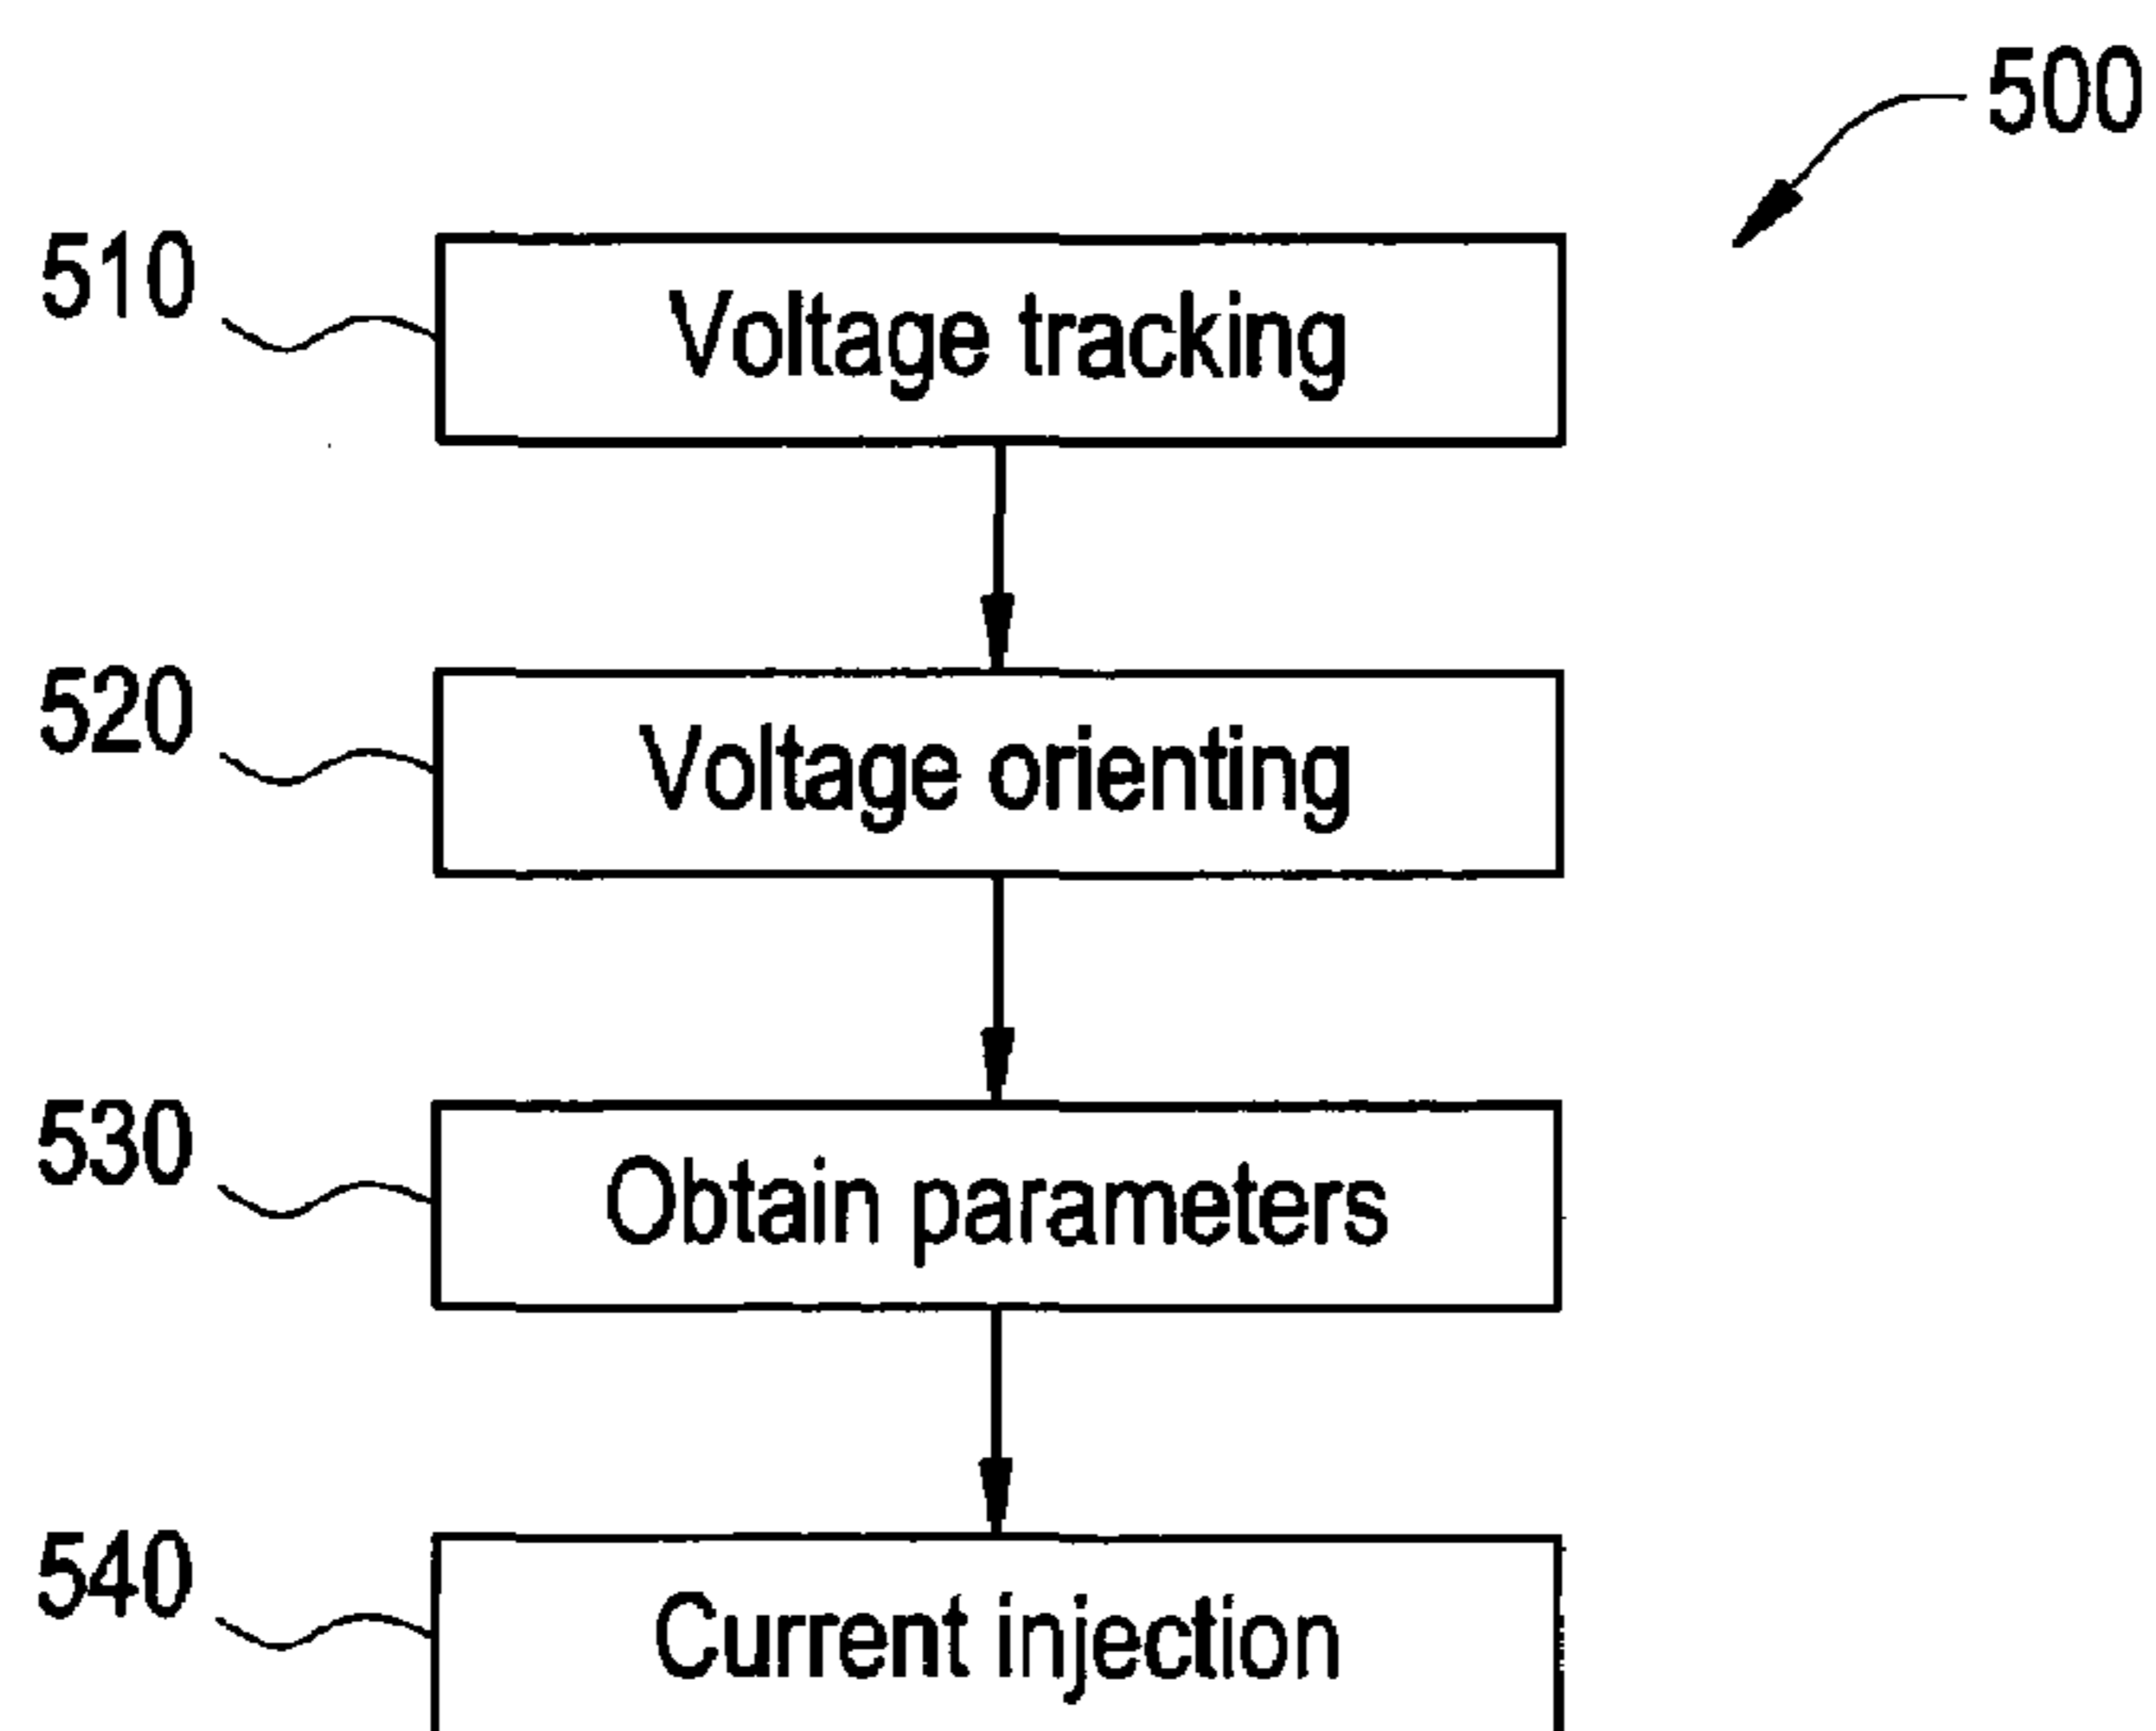 500
510
Voltage tracking
520
Voltage orienting
530
Obtain parameters
540
Current injection